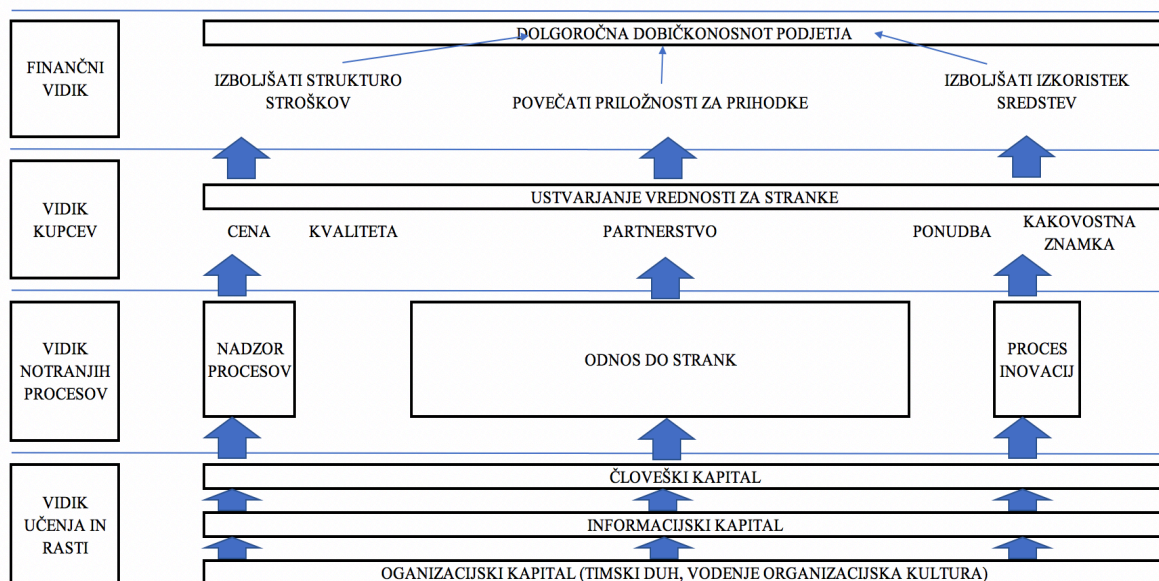 DOLGOROČNA DOBIČKONOSNOT PODJETJA
FINANČNI
VIDIK
IZBOLJŠATI STRUKTURO
STROŠKOV
POVEČATI PRILOŽNOSTI ZA PRIHODKE
IZBOLJŠATI IZKORISTEK
SREDSTEV
VIDIK
KUPCEV
USTVARJANJE VREDNOSTI ZA STRANKE
CENA
KVALITETA
PARTNERSTVO
PONUDBA
KAKOVOSTNA
ZNAMKA
VIDIK
NOTRANJIH
PROCESOV
NADZOR
PROCESOV
ODNOS DO STRANK
PROCES
INOVACIJ
VIDIK
UČENJA IN
RASTI
ČLOVEŠKI KAPITAL
INFORMACIJSKI KAPITAL
OGANIZACIJSKI KAPITAL (TIMSKI DUH, VODENJE ORGANIZACIJSKA KULTURA)